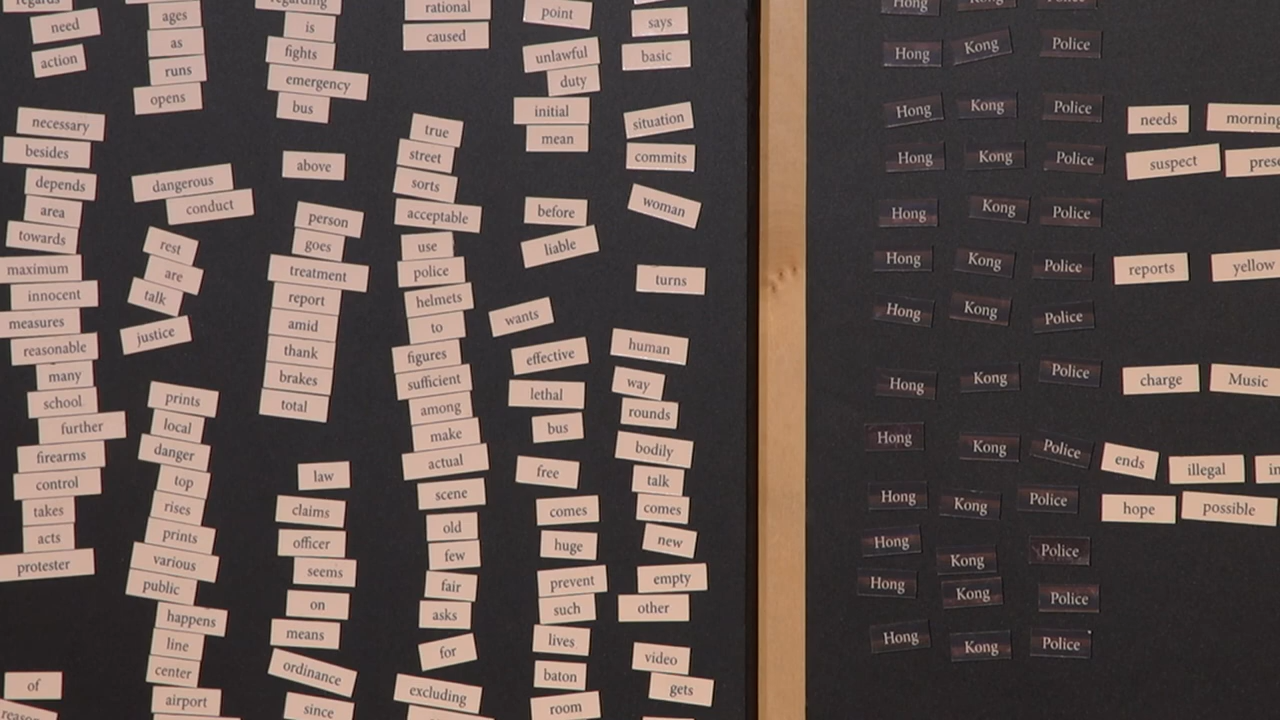 regards
need
action
necessary
besides
depends
area
towards
maximum
innocent
measures
reasonable
many
school
further
firearms
control
takes
acts
protester
of
ages
as
runs
opens
dangerous
conduct
rest
are
talk
justice
prints
local
danger
top
rises
prints
various
public
happens
line
center
airport
regarding
is
fights
emergency
bus
above
person
goes
treatment
report
amid
thank
brakes
total
law
claims
officer
seems
on
means
ordinance
since
rational
caused
true
street
sorts
acceptable
use
police
helmets
to
figures
sufficient
among
make
actual
scene
old
few
fair
asks
for
excluding
point
unlawful
duty
initial
mean
before
liable
wants
effective
lethal
bus
free
comes
huge
prevent
such
lives
baton
room
says
basic
situation
commits
woman
turns
human
way
rounds
bodily
talk
comes
new
empty
other
video
gets
Hong Kong Police
Hong Kong Police
Hong Kong Police needs morning
Hong Kong Police suspect
Hong Kong Police
Hong Kong Police reports yellow
Hong Kong Police
Hong Kong Police charge Music
Hong Kong Police ends illegal
Hong Kong Police hope possible
Hong Kong Police
Hong Kong Police
Hong Kong Police